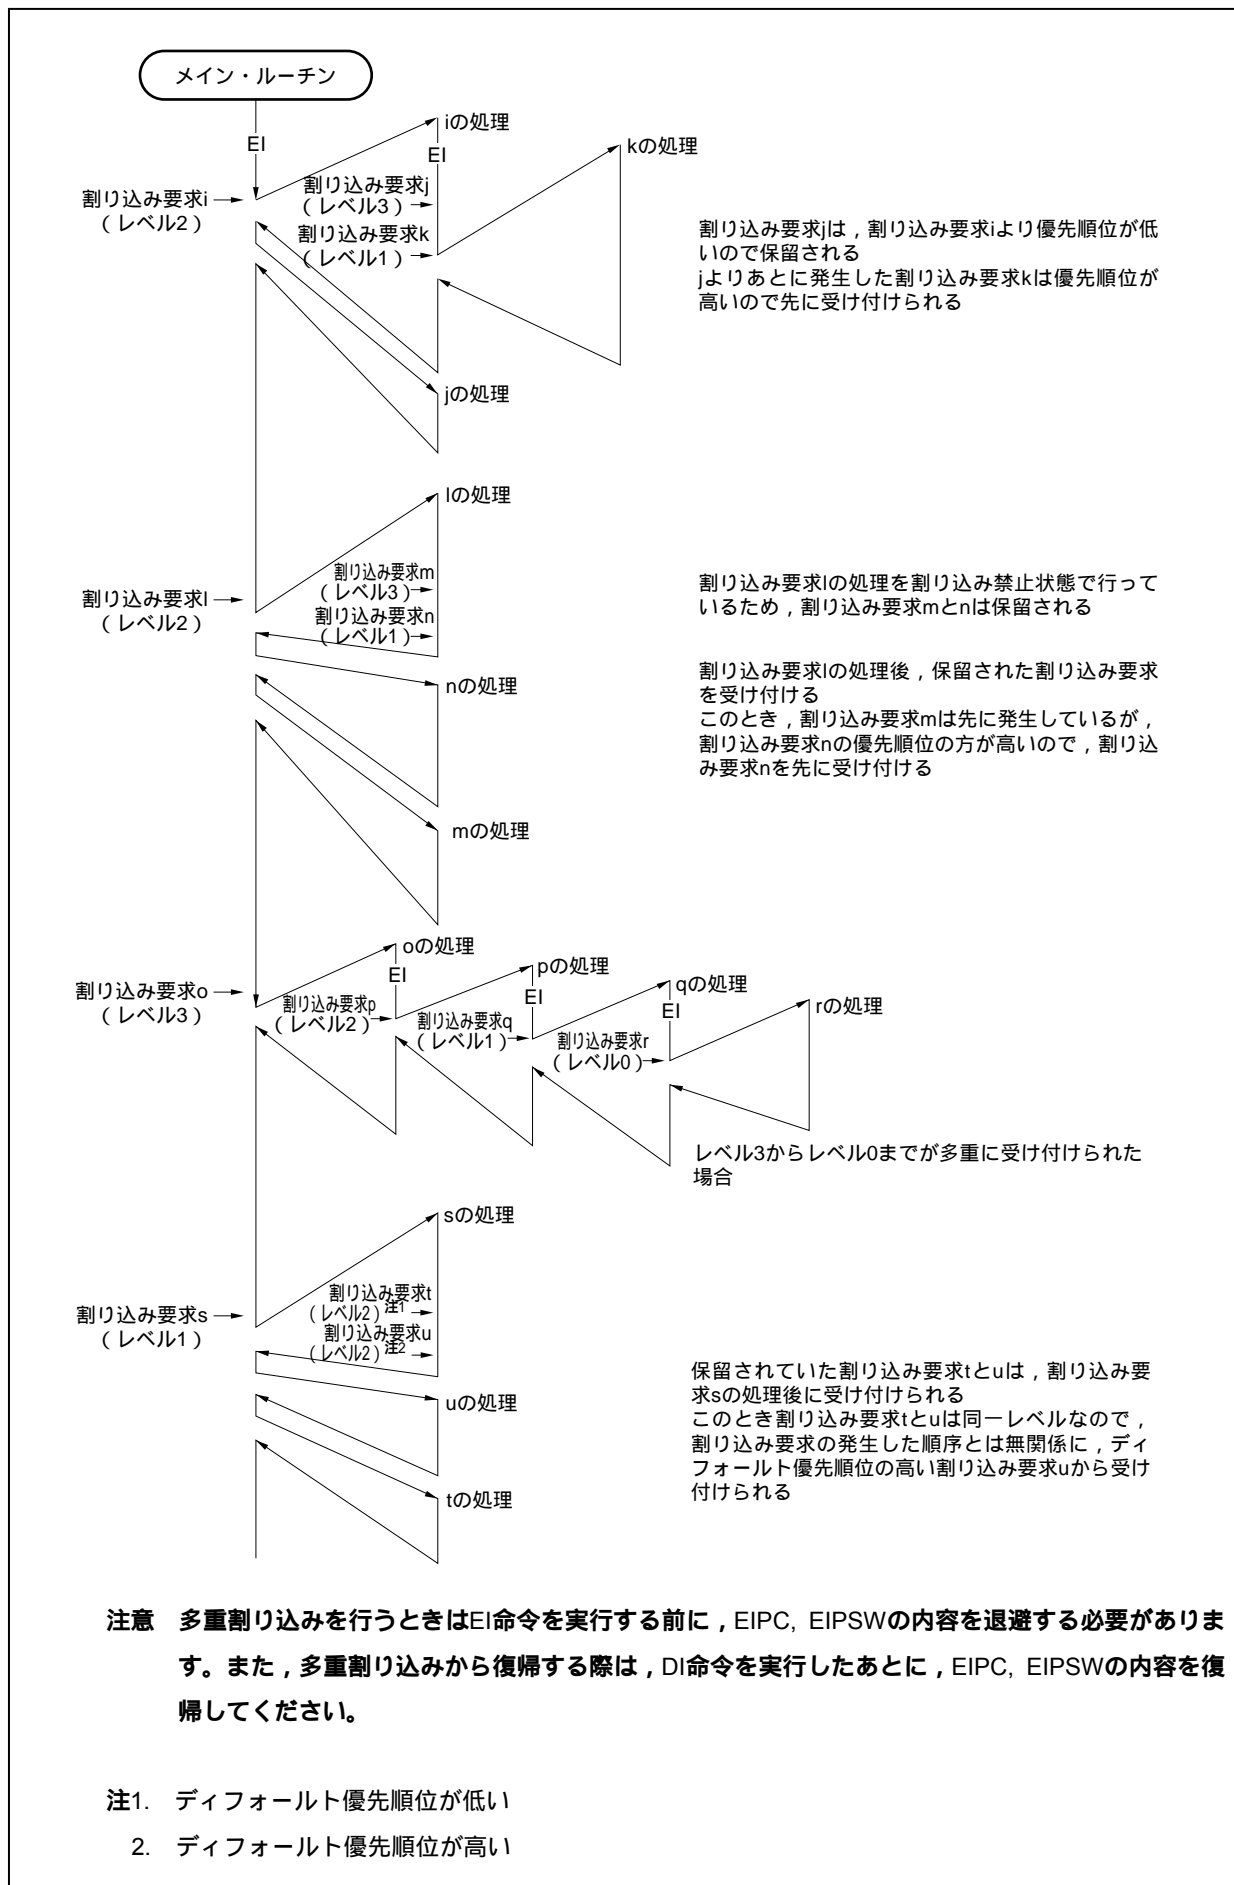 メイン・ルーチン
EI
iの処理
EI
kの処理
割り込み要求i
（レベル2）
割り込み要求j
（レベル3）
割り込み要求k
（レベル1）
割り込み要求jは，割り込み要求iより優先順位が低
いので保留される
jよりあとに発生した割り込み要求kは優先順位が
高いので先に受け付けられる
jの処理
lの処理
割り込み要求l
（レベル2）
割り込み要求m
（レベル3）
割り込み要求n
（レベル1）
割り込み要求lの処理を割り込み禁止状態で行って
いるため，割り込み要求mとnは保留される
nの処理
割り込み要求lの処理後，保留された割り込み要求
を受け付ける
このとき，割り込み要求mは先に発生しているが，
割り込み要求nの優先順位の方が高いので，割り込
み要求nを先に受け付ける
mの処理
oの処理
EI
pの処理
EI
qの処理
EI
rの処理
割り込み要求o
（レベル3）
割り込み要求p
（レベル2）
割り込み要求q
（レベル1）
割り込み要求r
（レベル0）
レベル3からレベル0までが多重に受け付けられた
場合
sの処理
割り込み要求s
（レベル1）
割り込み要求t
（レベル2）注1
割り込み要求u
（レベル2）注2
uの処理
保留されていた割り込み要求tとuは，割り込み要
求sの処理後に受け付けられる
このとき割り込み要求tとuは同一レベルなので，
割り込み要求の発生した順序とは無関係に，ディ
フォールト優先順位の高い割り込み要求uから受け
付けられる
tの処理
注意 多重割り込みを行うときはEI命令を実行する前に，EIPC, EIPSWの内容を退避する必要がありま
す。また，多重割り込みから復帰する際は，DI命令を実行したあとに，EIPC, EIPSWの内容を復
帰してください。
注1. ディフォールト優先順位が低い
2. ディフォールト優先順位が高い